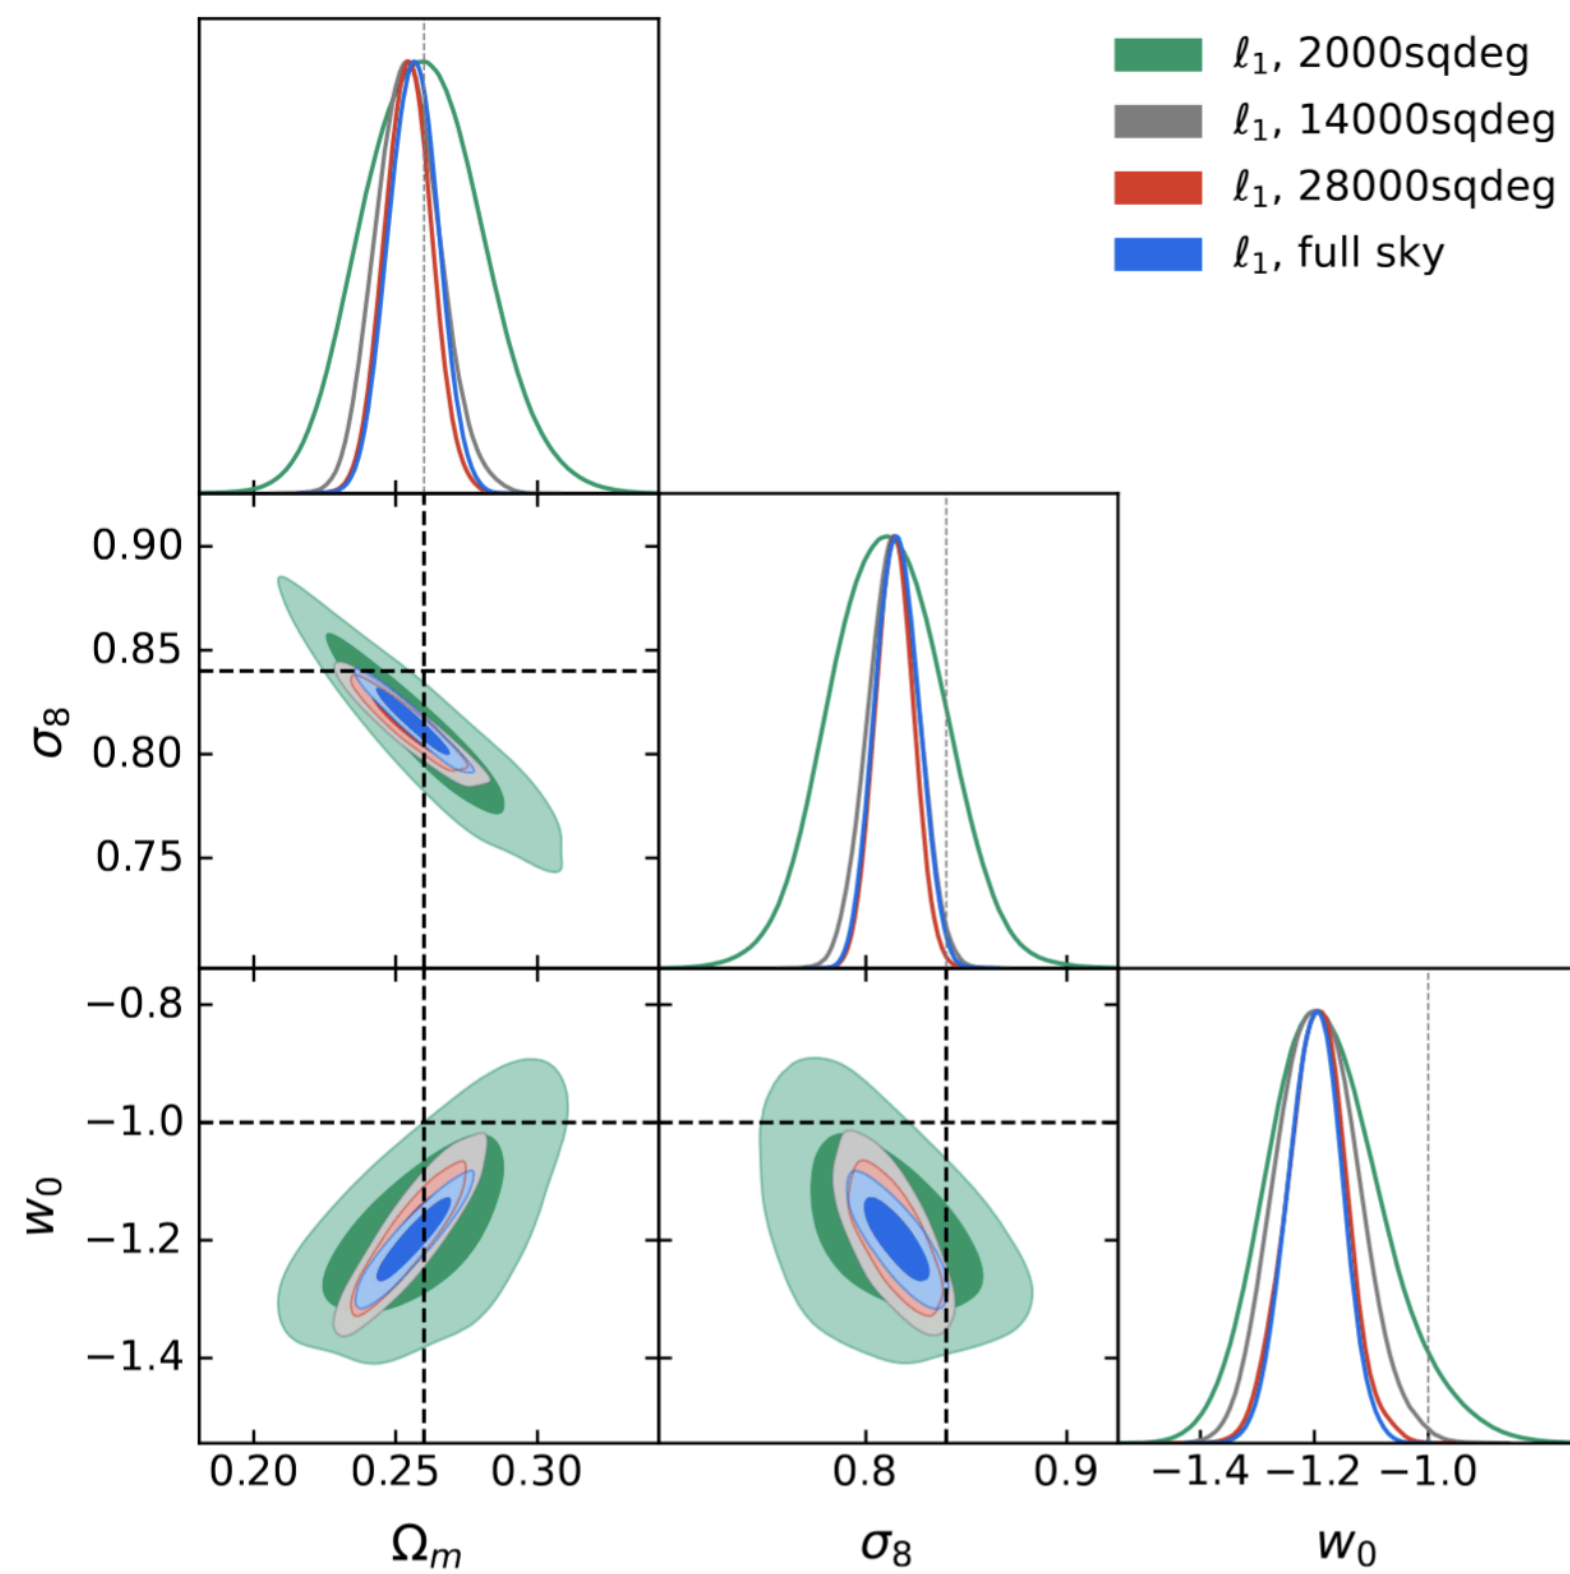 ℓ₁, 2000sqdeg
ℓ₁, 14000sqdeg
ℓ₁, 28000sqdeg
ℓ₁, full sky
0.90
0.85
0.80
0.75
σ₈
−0.8
−1.0
−1.2
−1.4
w₀
0.20 0.25 0.30 0.8 0.9 −1.4 −1.2 −1.0
Ωₘ σ₈ w₀